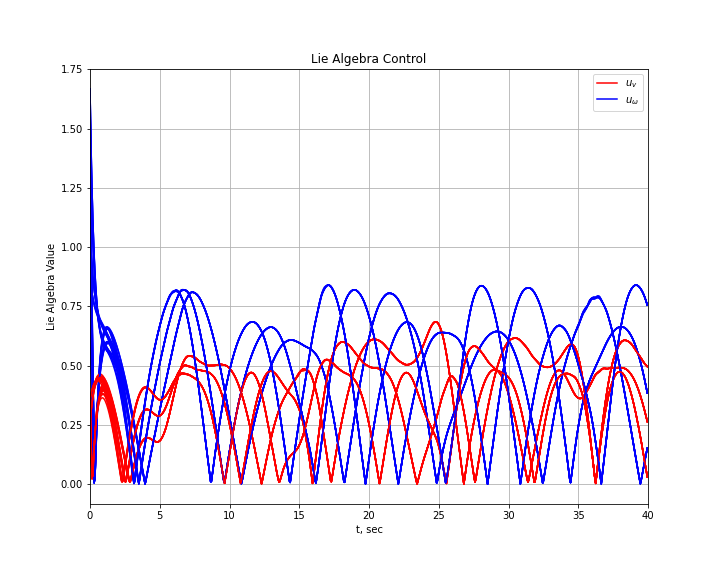 Lie Algebra Control
Lie Algebra Value
1.75
1.50
1.25
1.00
0.75
0.50
0.25
0.00
0 5 10 15 20 25 30 35 40
t, sec
u_v
u_ω